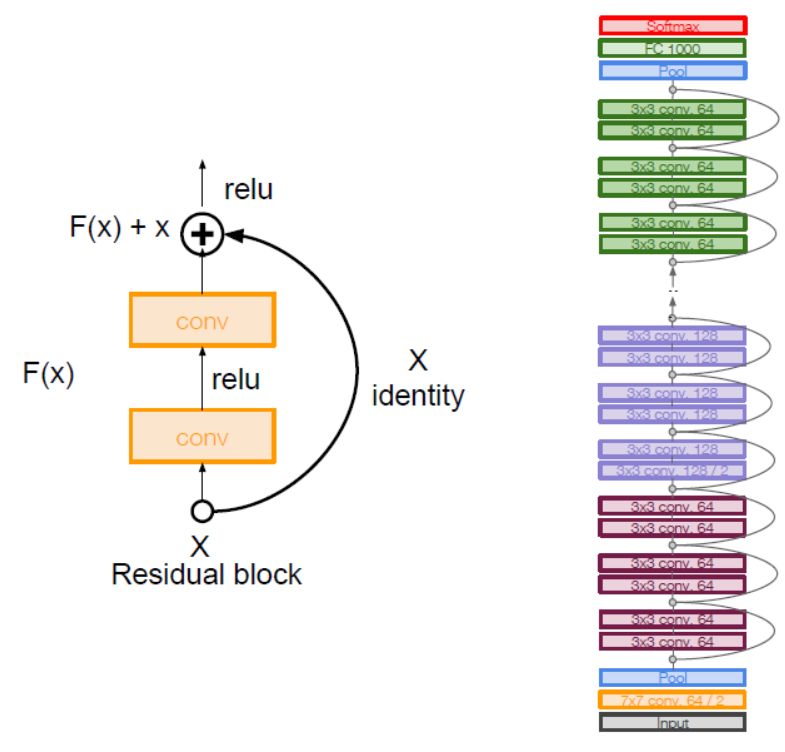 relu
F(x) + x
conv
F(x)
relu
X
identity
conv
X
Residual block
Softmax
FC 1000
Pool
3x3 conv, 64
3x3 conv, 64
3x3 conv, 64
3x3 conv, 64
3x3 conv, 64
3x3 conv, 64
..
3x3 conv, 128
3x3 conv, 128
3x3 conv, 128
3x3 conv, 128
3x3 conv, 128
3x3 conv, 128 / 2
3x3 conv, 64
3x3 conv, 64
3x3 conv, 64
3x3 conv, 64
3x3 conv, 64
3x3 conv, 64
Pool
7x7 conv, 64 / 2
Input